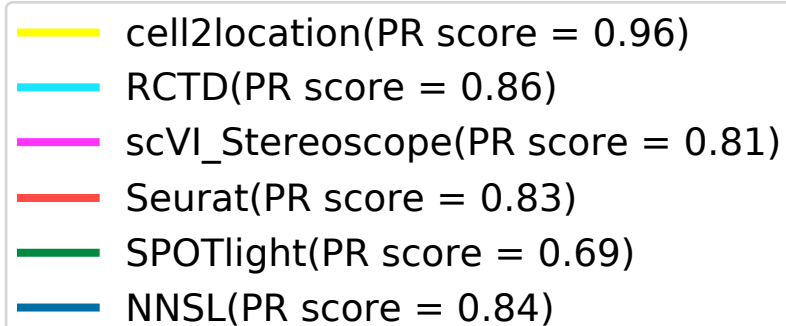 cell2location(PR score = 0.96)
RCTD(PR score = 0.86)
scVI_Stereoscope(PR score = 0.81)
Seurat(PR score = 0.83)
SPOTlight(PR score = 0.69)
NNSL(PR score = 0.84)